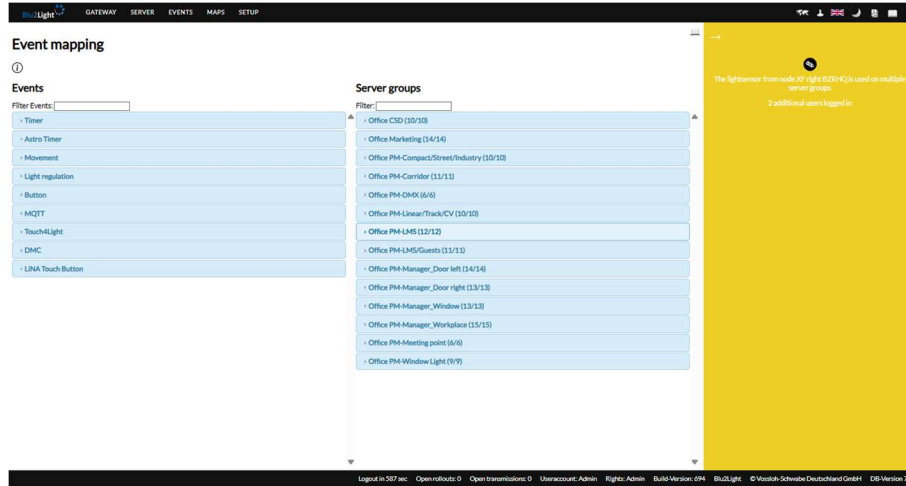 Blu2Light
GATEWAY SERVER EVENTS MAPS SETUP
Event mapping
Events
Filter Events:
› Timer
› Astro Timer
› Movement
› Light regulation
› Button
› MQTT
› Touch4Light
› DMC
› LiNA Touch Button
Server groups
Filter:
› Office CSD (10/10)
› Office Marketing (14/14)
› Office PM-Compact/Street/Industry (10/10)
› Office PM-Corridor (11/11)
› Office PM-DMX (6/6)
› Office PM-Linear/Track/CV (10/10)
› Office PM-LMS (12/12)
› Office PM-LMS/Guests (11/11)
› Office PM-Manager_Door left (14/14)
› Office PM-Manager_Door right (13/13)
› Office PM-Manager_Window (13/13)
› Office PM-Manager_Workplace (15/15)
› Office PM-Meeting point (6/6)
› Office PM-Window Light (9/9)
→
The lightsensor from node XF right BZRHQ is used on multiple
server groups
2 additional users logged in
Logout in 587 sec Open rollouts: 0 Open transmissions: 0 Useraccount: Admin Rights: Admin Build-Version: 694 Blu2Light © Vossloh-Schwabe Deutschland GmbH DB-Version 7